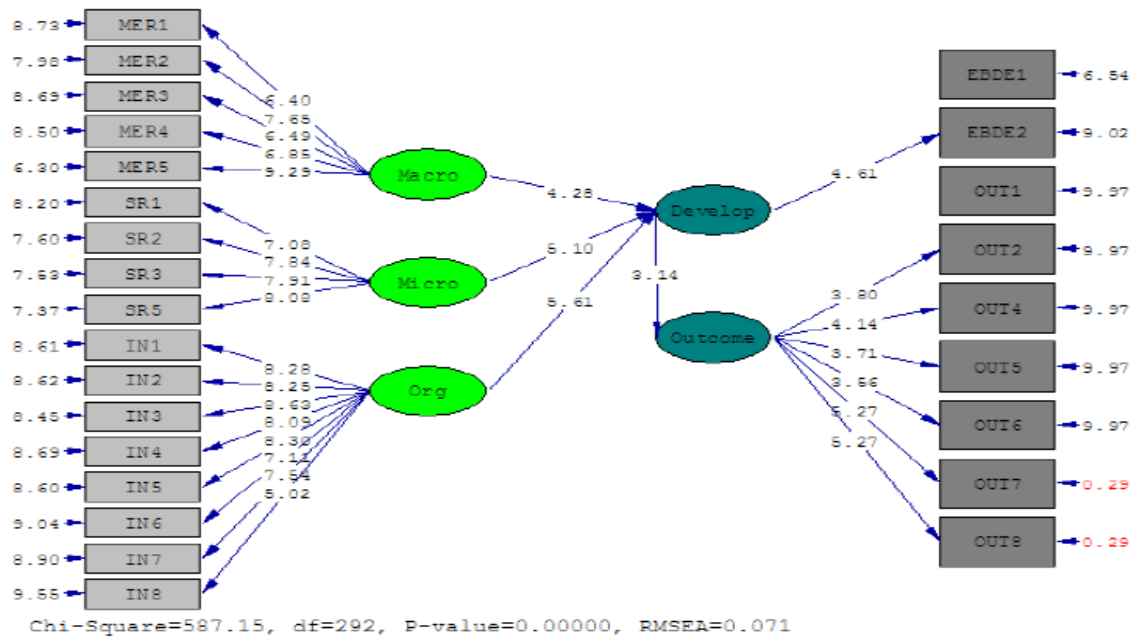 8.73 MER1
7.98 MER2
8.69 MER3
8.50 MER4
6.30 MER5
8.20 SR1
7.60 SR2
7.53 SR3
7.37 SR5
8.61 IN1
8.62 IN2
8.45 IN3
8.69 IN4
8.60 IN5
9.04 IN6
8.90 IN7
9.55 IN8
6.40
7.65
6.49
6.85
9.29
7.08
7.84
7.91
8.08
8.28
8.25
8.63
8.09
8.30
7.11
7.54
5.02
Macro
Micro
Org
4.28
5.10
5.61
Develop
3.14
Outcome
4.61
3.80
4.14
3.71
3.56
5.27
5.27
EBDE1 6.54
EBDE2 9.02
OUT1 9.97
OUT2 9.97
OUT4 9.97
OUT5 9.97
OUT6 9.97
OUT7 0.29
OUT8 0.29
Chi-Square=587.15, df=292, P-value=0.00000, RMSEA=0.071